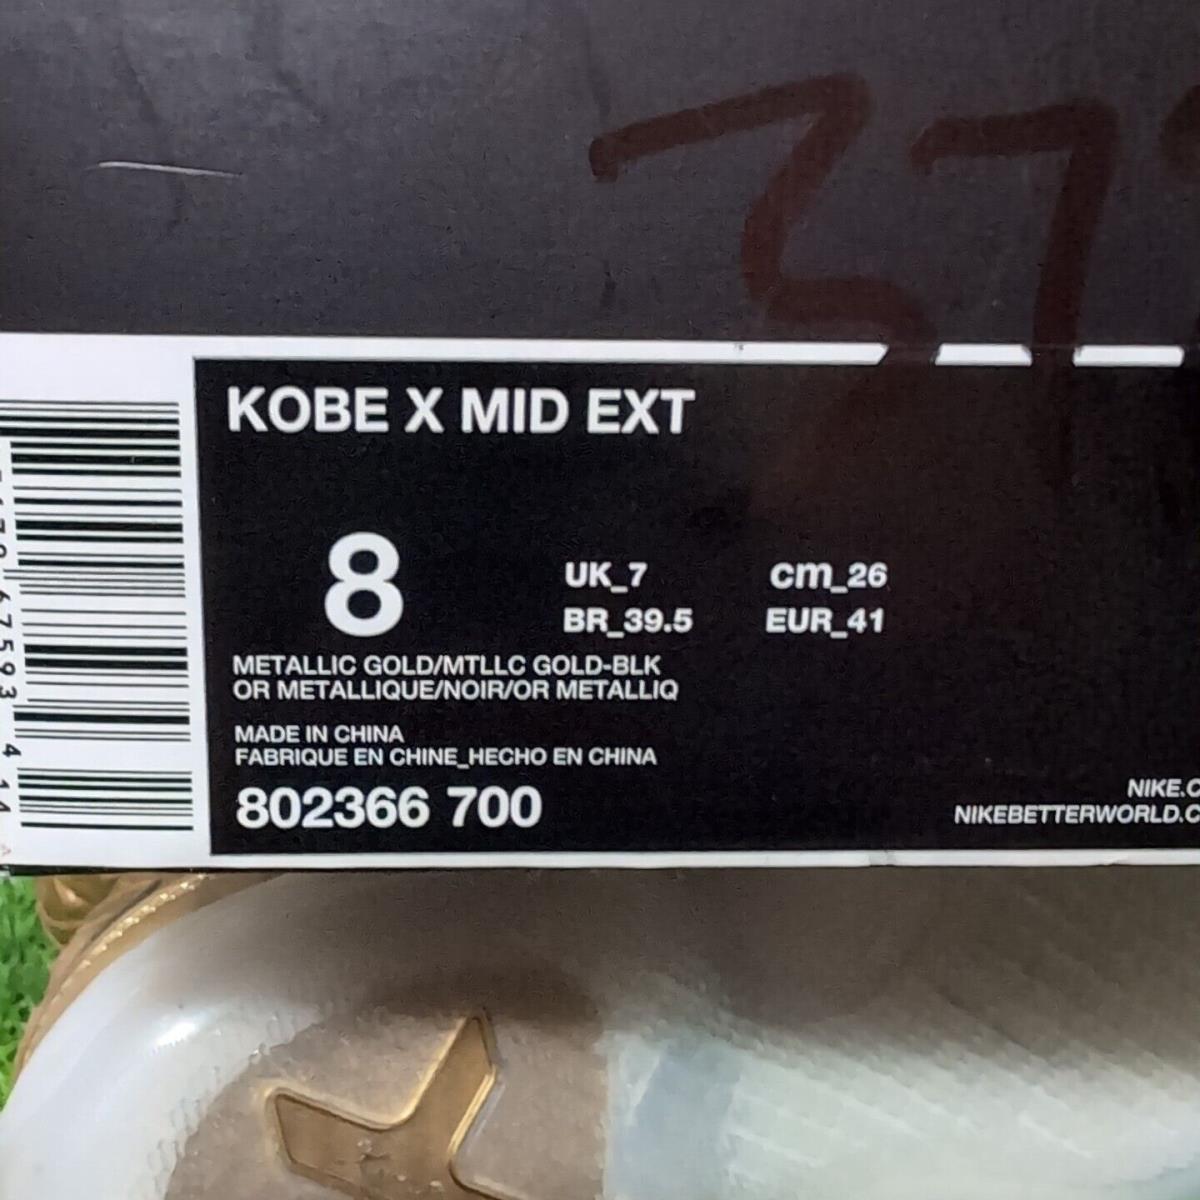 37
KOBE X MID EXT
8
UK_7 cm_26
BR_39.5 EUR_41
METALLIC GOLD/MTLLC GOLD-BLK
OR METALLIQUE/NOIR/OR METALLIQ
MADE IN CHINA
FABRIQUE EN CHINE_HECHO EN CHINA
802366 700
NIKE.C
NIKEBETTERWORLD.C